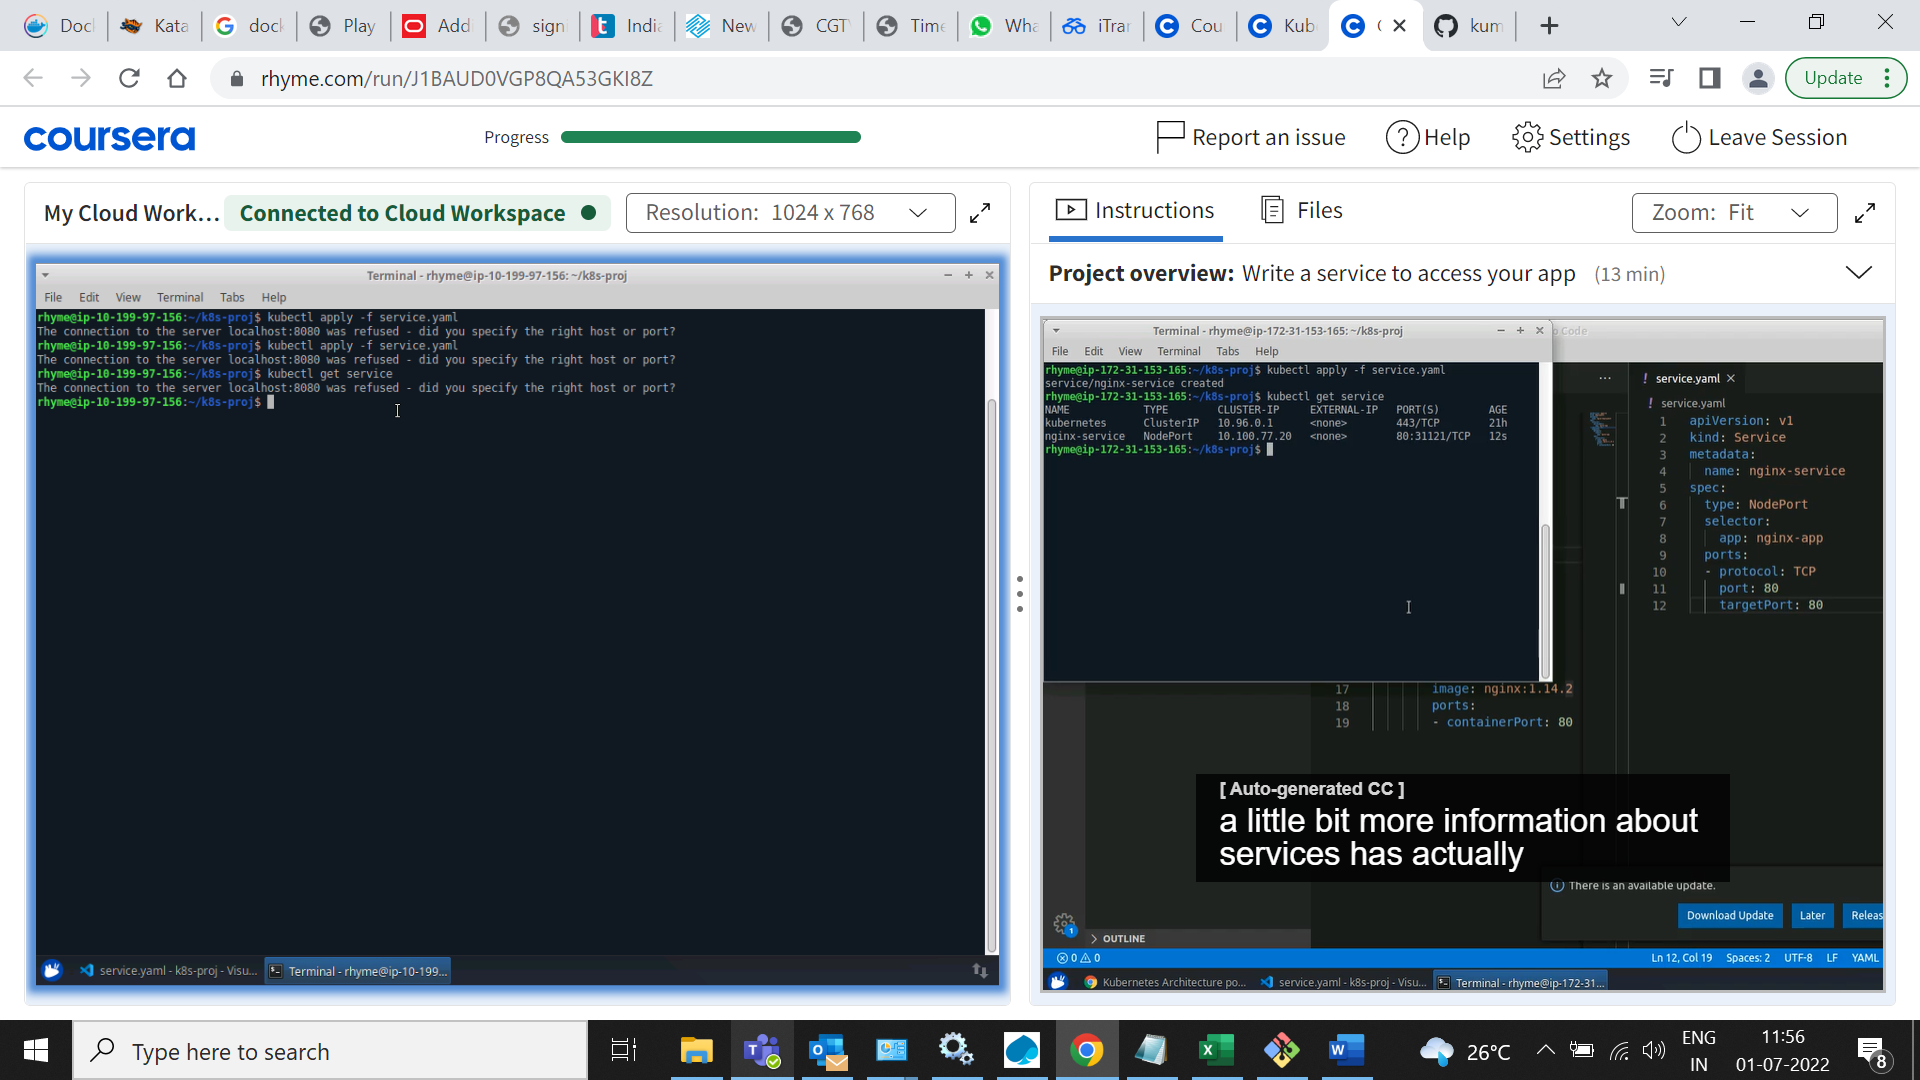 Doc
Kata
dock
Play
Addi
sign
India
New
CGT
Time
Wha
iTrar
Cou
Kub
kum
rhyme.com/run/J1BAUD0VGP8QA53GKI8Z
Update
coursera
Progress
Report an issue
Help
Settings
Leave Session
My Cloud Work...
Connected to Cloud Workspace
Resolution: 1024 x 768
Instructions
Files
Zoom: Fit
Project overview: Write a service to access your app (13 min)
Terminal - rhyme@ip-10-199-97-156: ~/k8s-proj
File Edit View Terminal Tabs Help
rhyme@ip-10-199-97-156:~/k8s-proj$ kubectl apply -f service.yaml
The connection to the server localhost:8080 was refused - did you specify the right host or port?
rhyme@ip-10-199-97-156:~/k8s-proj$ kubectl apply -f service.yaml
The connection to the server localhost:8080 was refused - did you specify the right host or port?
rhyme@ip-10-199-97-156:~/k8s-proj$ kubectl get service
The connection to the server localhost:8080 was refused - did you specify the right host or port?
rhyme@ip-10-199-97-156:~/k8s-proj$
service.yaml - k8s-proj - Visu...
Terminal - rhyme@ip-10-199...
Terminal - rhyme@ip-172-31-153-165: ~/k8s-proj
Code
File Edit View Terminal Tabs Help
rhyme@ip-172-31-153-165:~/k8s-proj$ kubectl apply -f service.yaml
service/nginx-service created
rhyme@ip-172-31-153-165:~/k8s-proj$ kubectl get service
NAME TYPE CLUSTER-IP EXTERNAL-IP PORT(S) AGE
kubernetes ClusterIP 10.96.0.1 <none> 443/TCP 21h
nginx-service NodePort 10.100.77.20 <none> 80:31121/TCP 12s
rhyme@ip-172-31-153-165:~/k8s-proj$
! service.yaml
! service.yaml
1 apiVersion: v1
2 kind: Service
3 metadata:
4 name: nginx-service
5 spec:
6 type: NodePort
7 selector:
8 app: nginx-app
9 ports:
10 - protocol: TCP
11 port: 80
12 targetPort: 80
17 image: nginx:1.14.2
18 ports:
19 - containerPort: 80
[ Auto-generated CC ]
a little bit more information about
services has actually
There is an available update.
Download Update
Later
Releas
1
OUTLINE
0 0
Ln 12, Col 19 Spaces: 2 UTF-8 LF YAML
Kubernetes Architecture po...
service.yaml - k8s-proj - Visu...
Terminal - rhyme@ip-172-31...
Type here to search
26°C
ENG
IN
11:56
01-07-2022
8